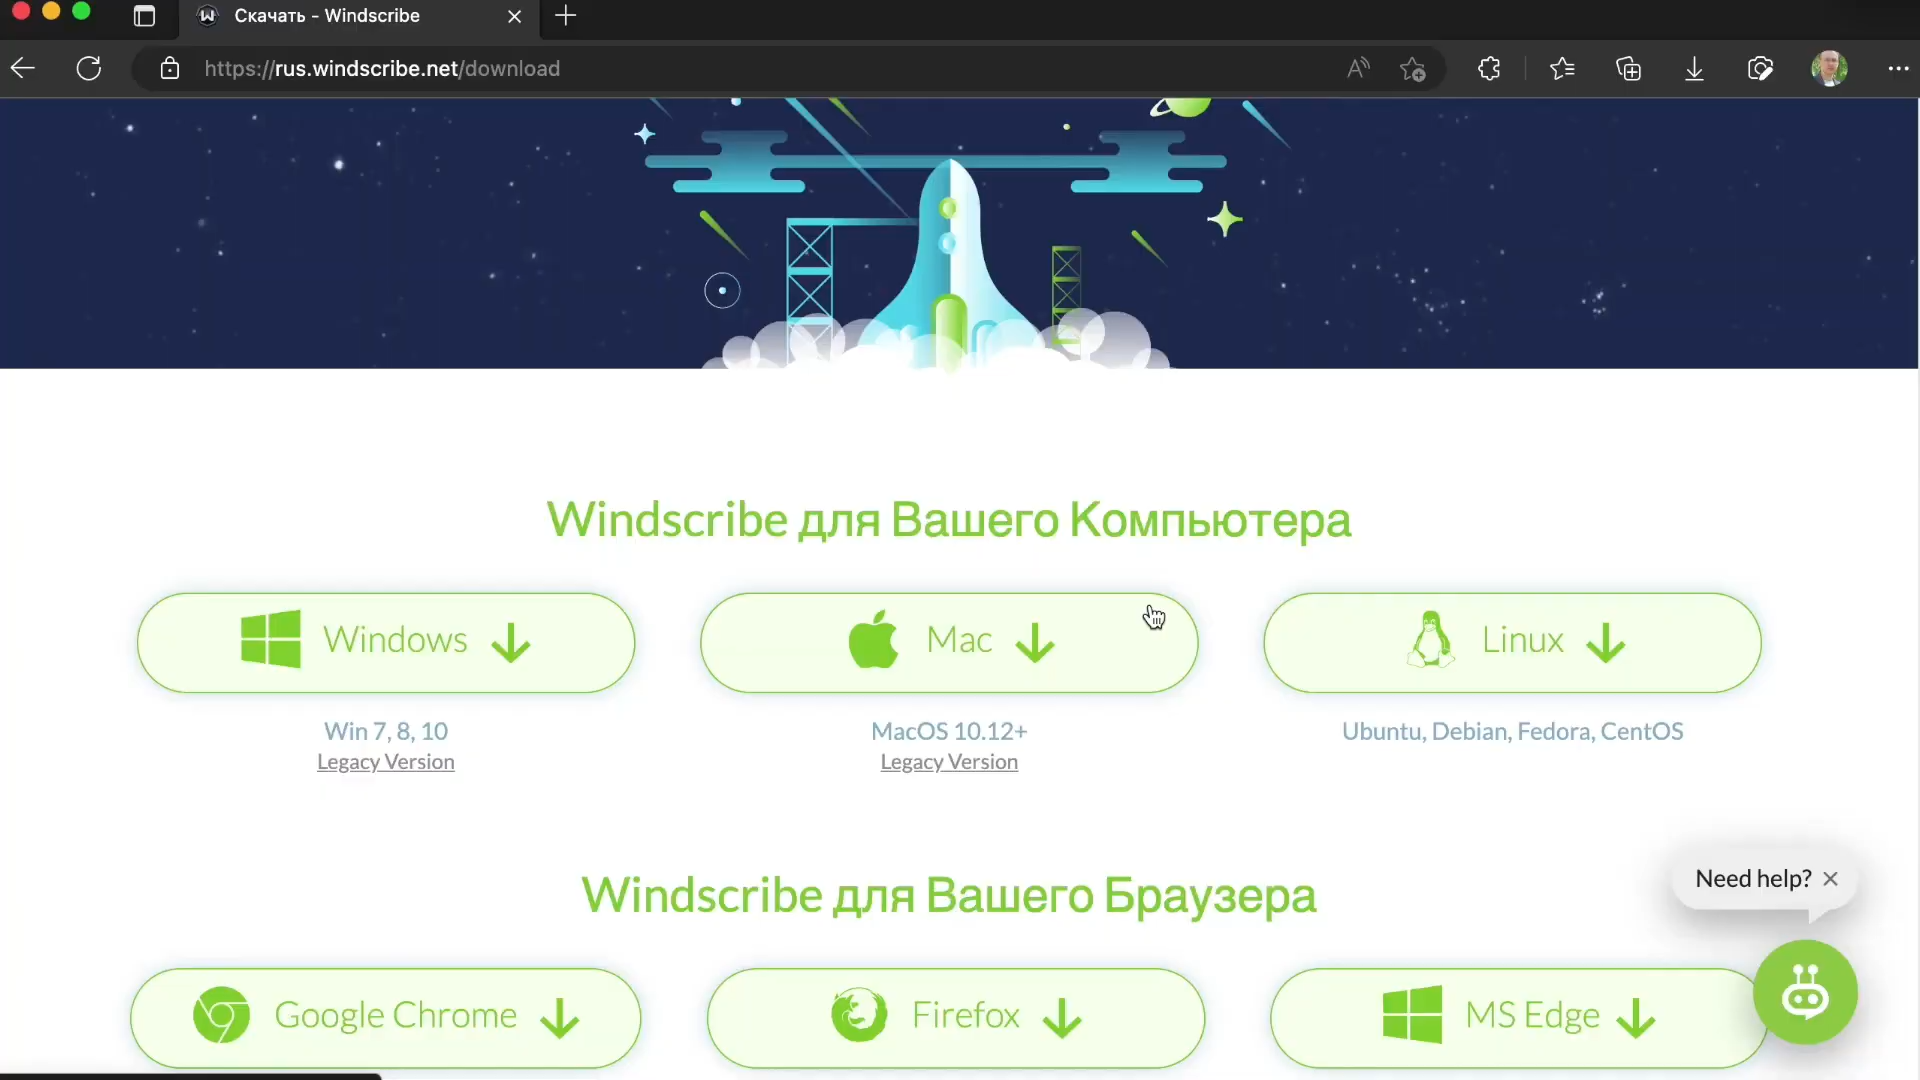 Скачать - Windscribe
https://rus.windscribe.net/download
Windscribe для Вашего Компьютера
Windows
Mac
Linux
Win 7, 8, 10
MacOS 10.12+
Ubuntu, Debian, Fedora, CentOS
Legacy Version
Legacy Version
Need help?
Windscribe для Вашего Браузера
Google Chrome
Firefox
MS Edge